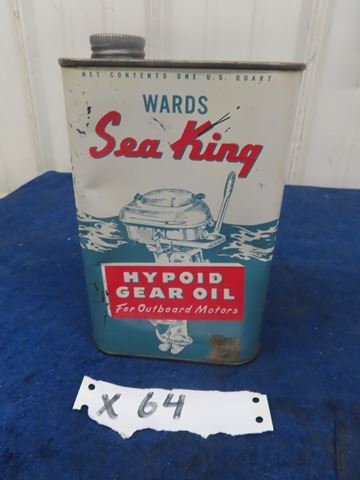 NET CONTENTS ONE U.S. QUART
WARDS
Sea King
HYPOID
GEAR OIL
For Outboard Motors
X 64